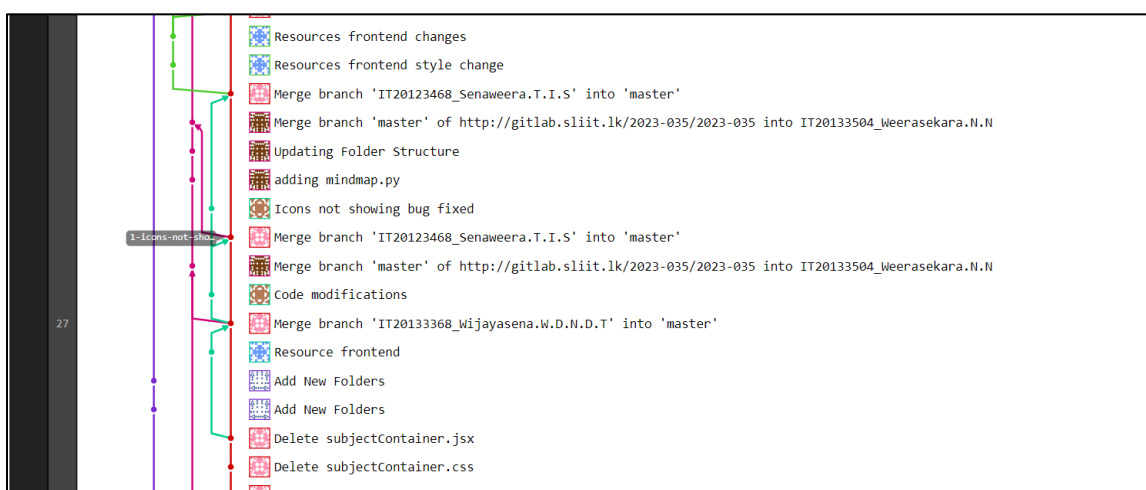 Resources frontend changes
Resources frontend style change
Merge branch 'IT20123468_Senaweera.T.I.S' into 'master'
Merge branch 'master' of http://gitlab.sliit.lk/2023-035/2023-035 into IT20133504_Weerasekara.N.N
Updating Folder Structure
adding mindmap.py
Icons not showing bug fixed
1-icons-not-sho…
Merge branch 'IT20123468_Senaweera.T.I.S' into 'master'
Merge branch 'master' of http://gitlab.sliit.lk/2023-035/2023-035 into IT20133504_Weerasekara.N.N
Code modifications
27
Merge branch 'IT20133368_Wijayasena.W.D.N.D.T' into 'master'
Resource frontend
Add New Folders
Add New Folders
Delete subjectContainer.jsx
Delete subjectContainer.css